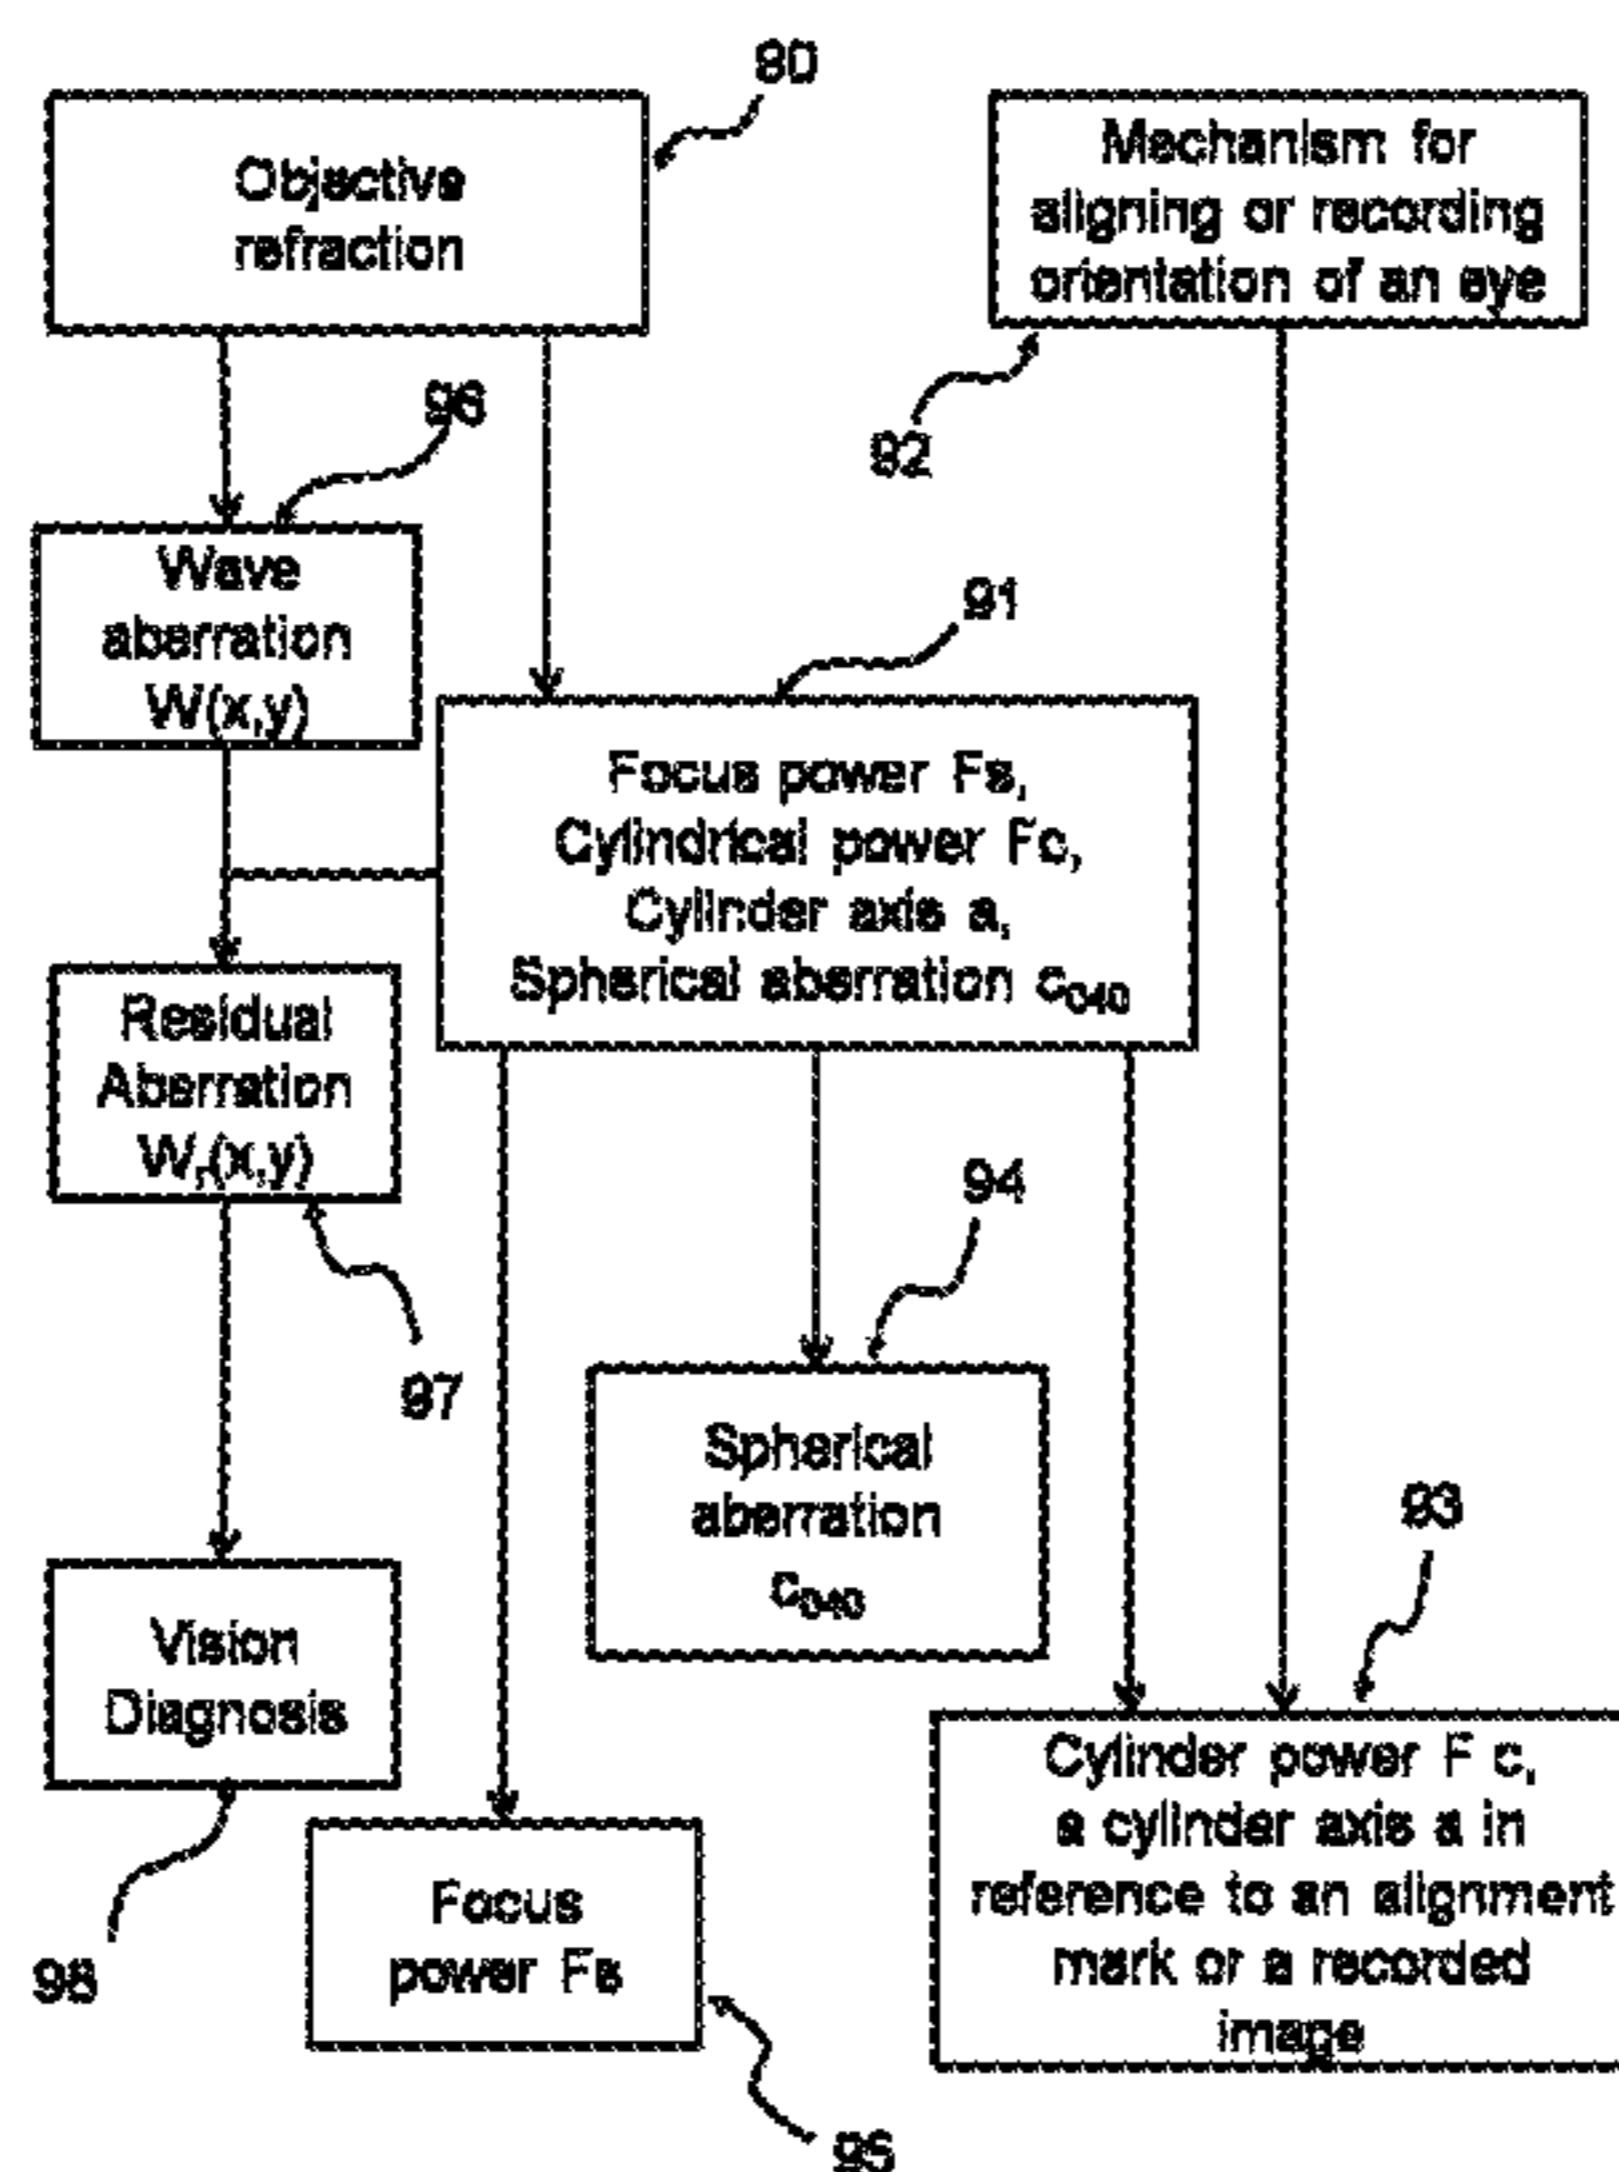 90
Objective
refraction
Mechanism for
aligning or recording
orientation of an eye
96
92
Wave
aberration
W(x,y)
91
Focus power Fs,
Cylindrical power Fc,
Cylinder axis a,
Spherical aberration c₀₄₀
Residual
Aberration
Wᵣ(x,y)
94
97
Spherical
aberration
c₀₄₀
93
Vision
Diagnosis
Cylinder power F c,
a cylinder axis a in
reference to an alignment
mark or a recorded
image
Focus
power Fs
98
95